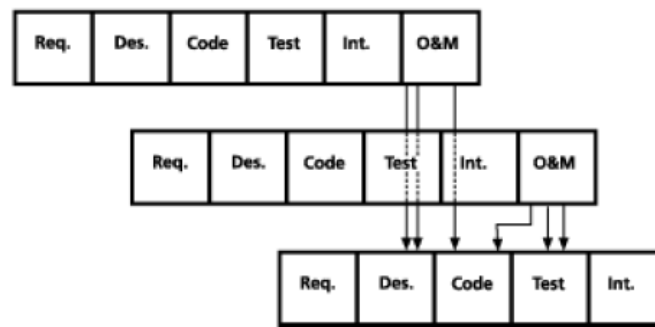 Req. Des. Code Test Int. O&M
Req. Des. Code Test Int. O&M
Req. Des. Code Test Int.